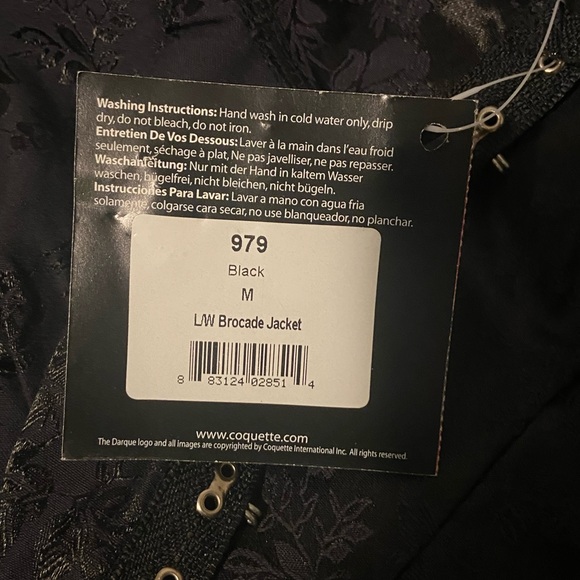 Washing Instructions: Hand wash in cold water only, drip
dry, do not bleach, do not iron.
Entretien De Vos Dessous: Laver à la main dans l'eau froid
seulement, séchage à plat, Ne pas javelliser, ne pas repasser.
Waschanleitung: Nur mit der Hand in kaltem Wasser
waschen, bügelfrei, nicht bleichen, nicht bügeln.
Instrucciones Para Lavar: Lavar a mano con agua fria
solamente, colgarse cara secar, no use blanqueador, no planchar.
979
Black
M
L/W Brocade Jacket
8 83124 02851 4
www.coquette.com
The Darque logo and all images are copyrighted by Coquette International Inc. All rights reserved.